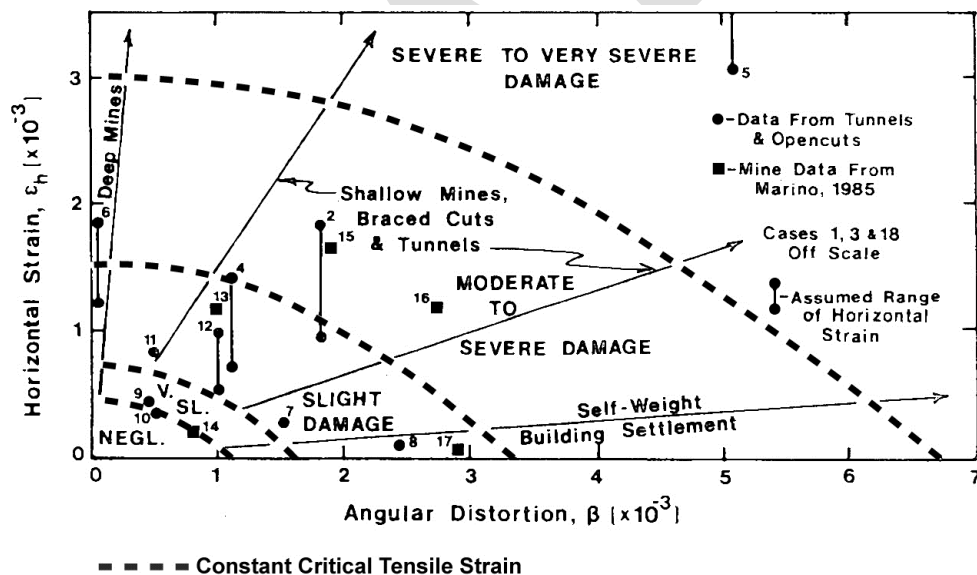 SEVERE TO VERY SEVERE
DAMAGE
5
3
Deep Mines
●-Data From Tunnels
& Opencuts
■-Mine Data From
Marino, 1985
Shallow Mines,
Braced Cuts
& Tunnels
2
6
2
15
Cases 1, 3 & 18
Off Scale
4
MODERATE
TO
SEVERE DAMAGE
-Assumed Range
of Horizontal
Strain
13
16
1
12
11
9
V.
SL.
10
14
NEGL.
SLIGHT
DAMAGE
7
Self-Weight
Building Settlement
8
17
0
0 1 2 3 4 5 6 7
Horizontal Strain, εh [x10⁻³]
Angular Distortion, β [x10⁻³]
Constant Critical Tensile Strain